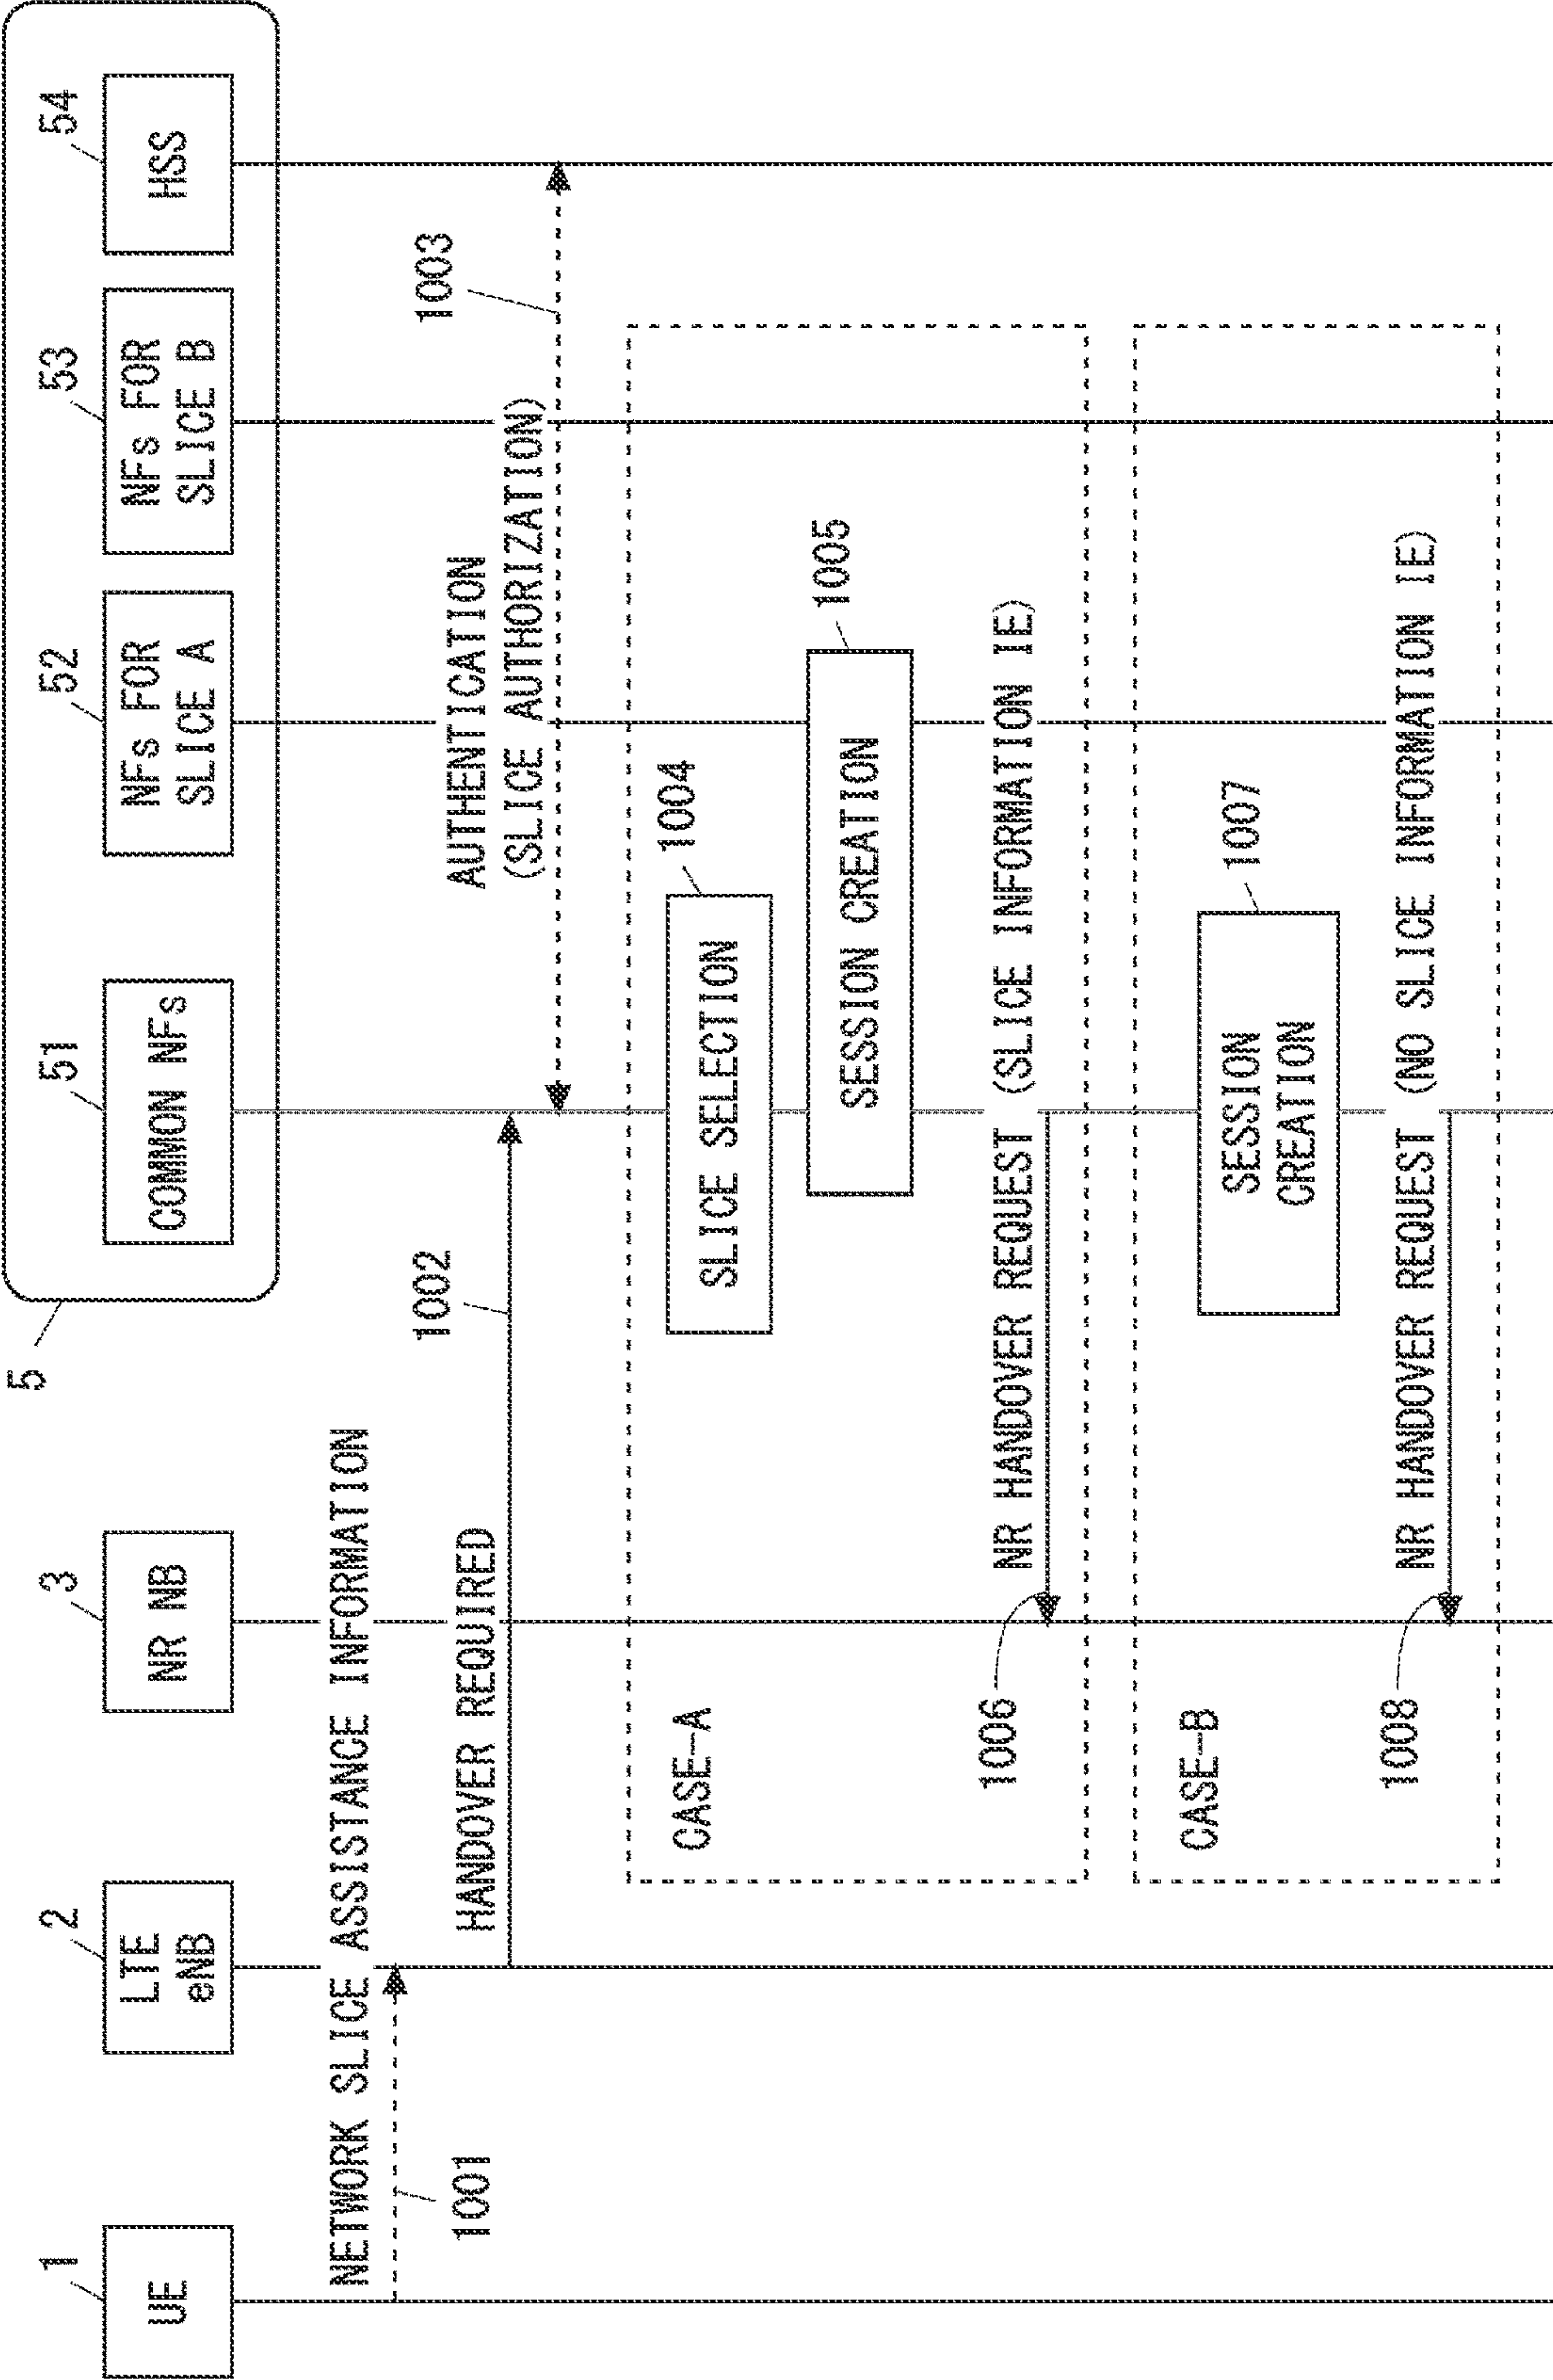 5
1
UE
2
LTE
eNB
3
NR NB
51
COMMON NFs
52
NFs FOR
SLICE A
53
NFs FOR
SLICE B
54
HSS
NETWORK SLICE ASSISTANCE INFORMATION
1001
HANDOVER REQUIRED
1002
AUTHENTICATION
(SLICE AUTHORIZATION)
1003
CASE-A
SLICE SELECTION
1004
SESSION CREATION
1005
NR HANDOVER REQUEST (SLICE INFORMATION IE)
1006
CASE-B
SESSION
CREATION
1007
NR HANDOVER REQUEST (NO SLICE INFORMATION IE)
1008